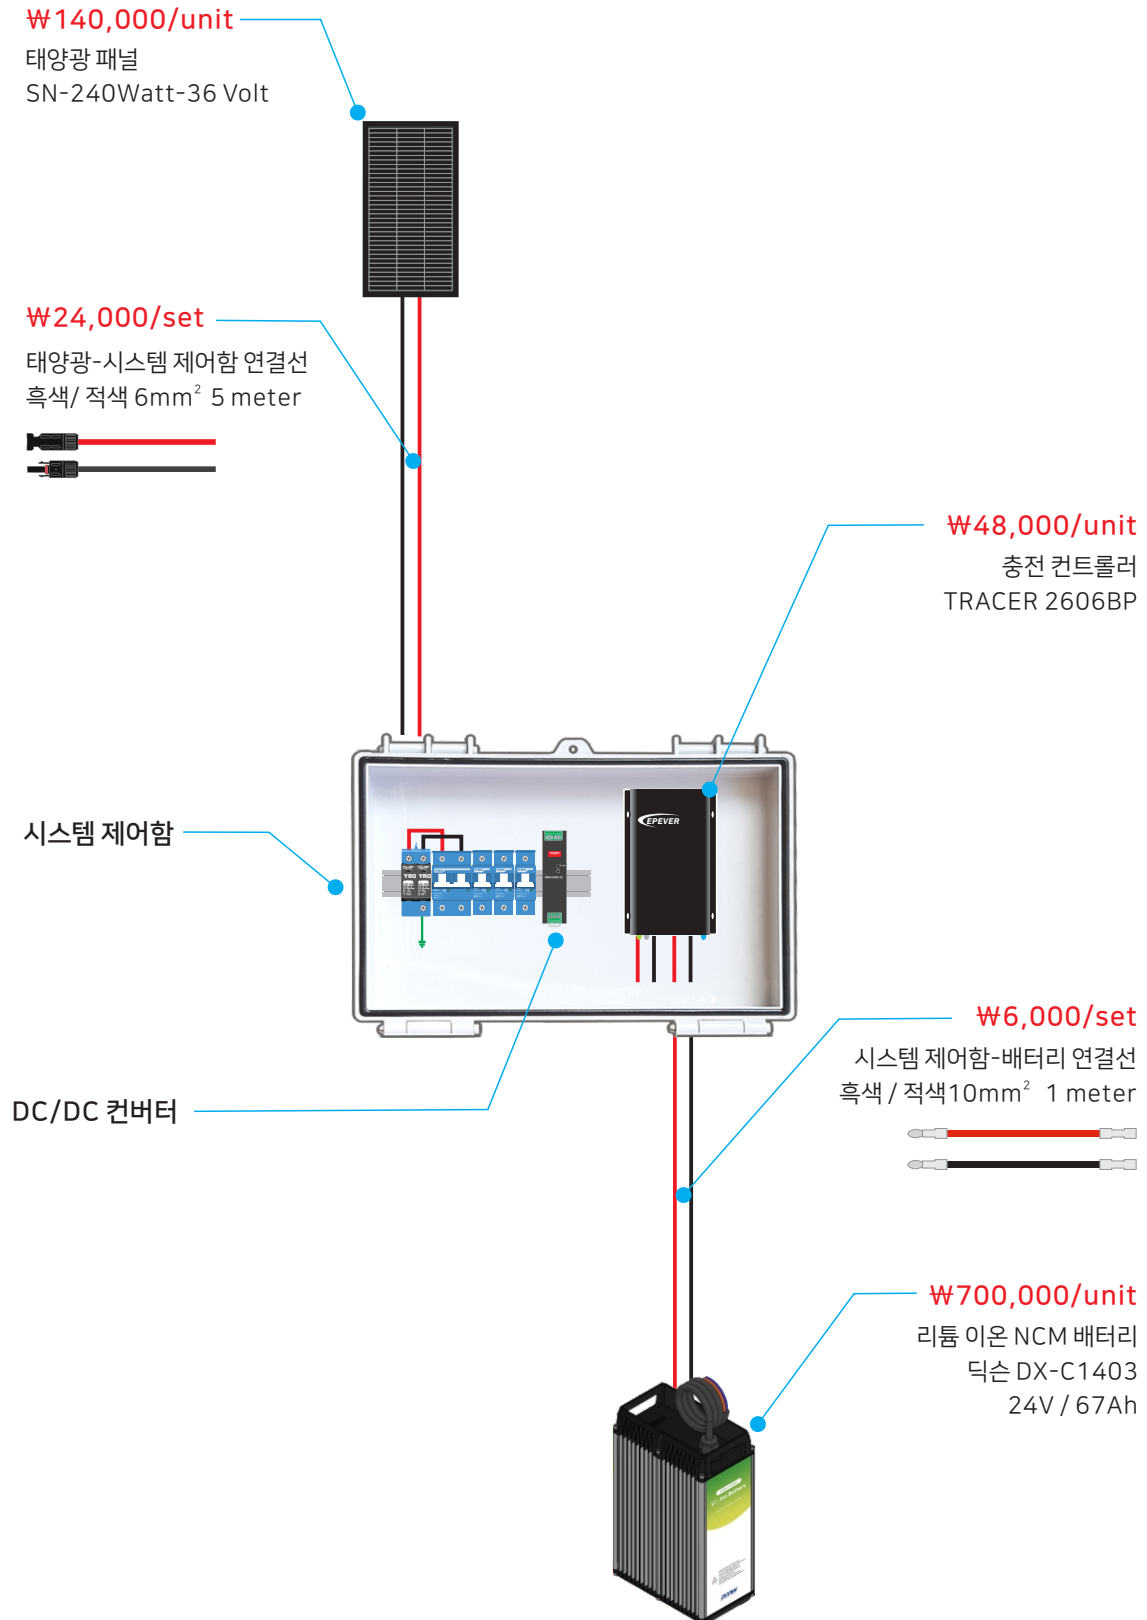 ₩140,000/unit
태양광 패널
SN-240Watt-36 Volt
₩24,000/set
태양광-시스템 제어함 연결선
흑색/ 적색 6mm² 5 meter
₩48,000/unit
충전 컨트롤러
TRACER 2606BP
EPEVER
시스템 제어함
YRO YRO
DC/DC 컨버터
₩6,000/set
시스템 제어함-배터리 연결선
흑색 / 적색10mm² 1 meter
₩700,000/unit
리튬 이온 NCM 배터리
딕슨 DX-C1403
24V / 67Ah
Li - Ion Battery